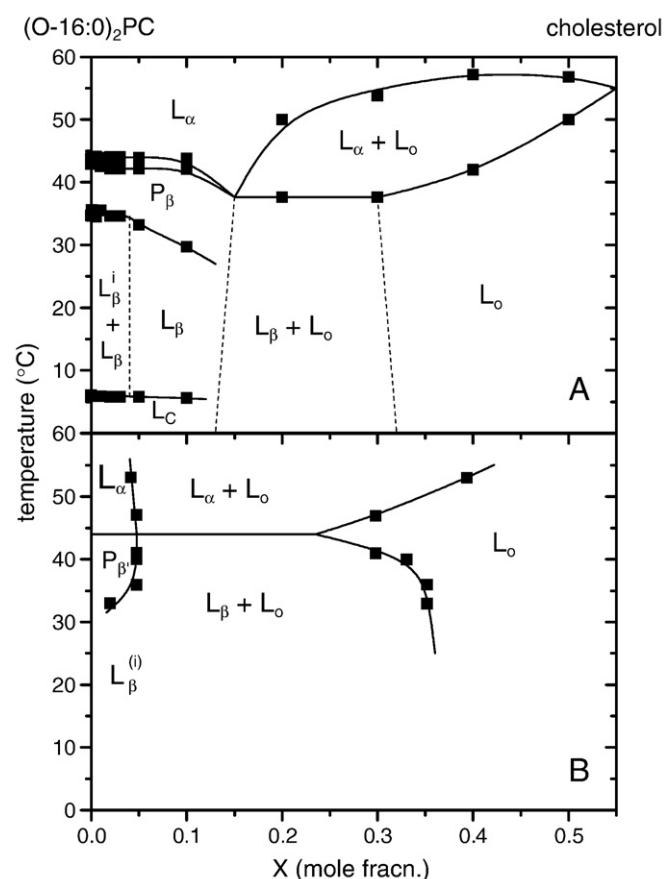 (O-16:0)₂PC cholesterol
60
50
40
30
20
10
60
50
40
30
20
10
0
temperature (°C)
Lα
Lα + Lo
Pβ
Lβⁱ
+
Lβ
Lβ
Lβ + Lo
Lo
LC
A
Lα
Lα + Lo
Pβ'
Lo
Lβ + Lo
Lβ⁽ⁱ⁾
B
0.0 0.1 0.2 0.3 0.4 0.5
X (mole fracn.)